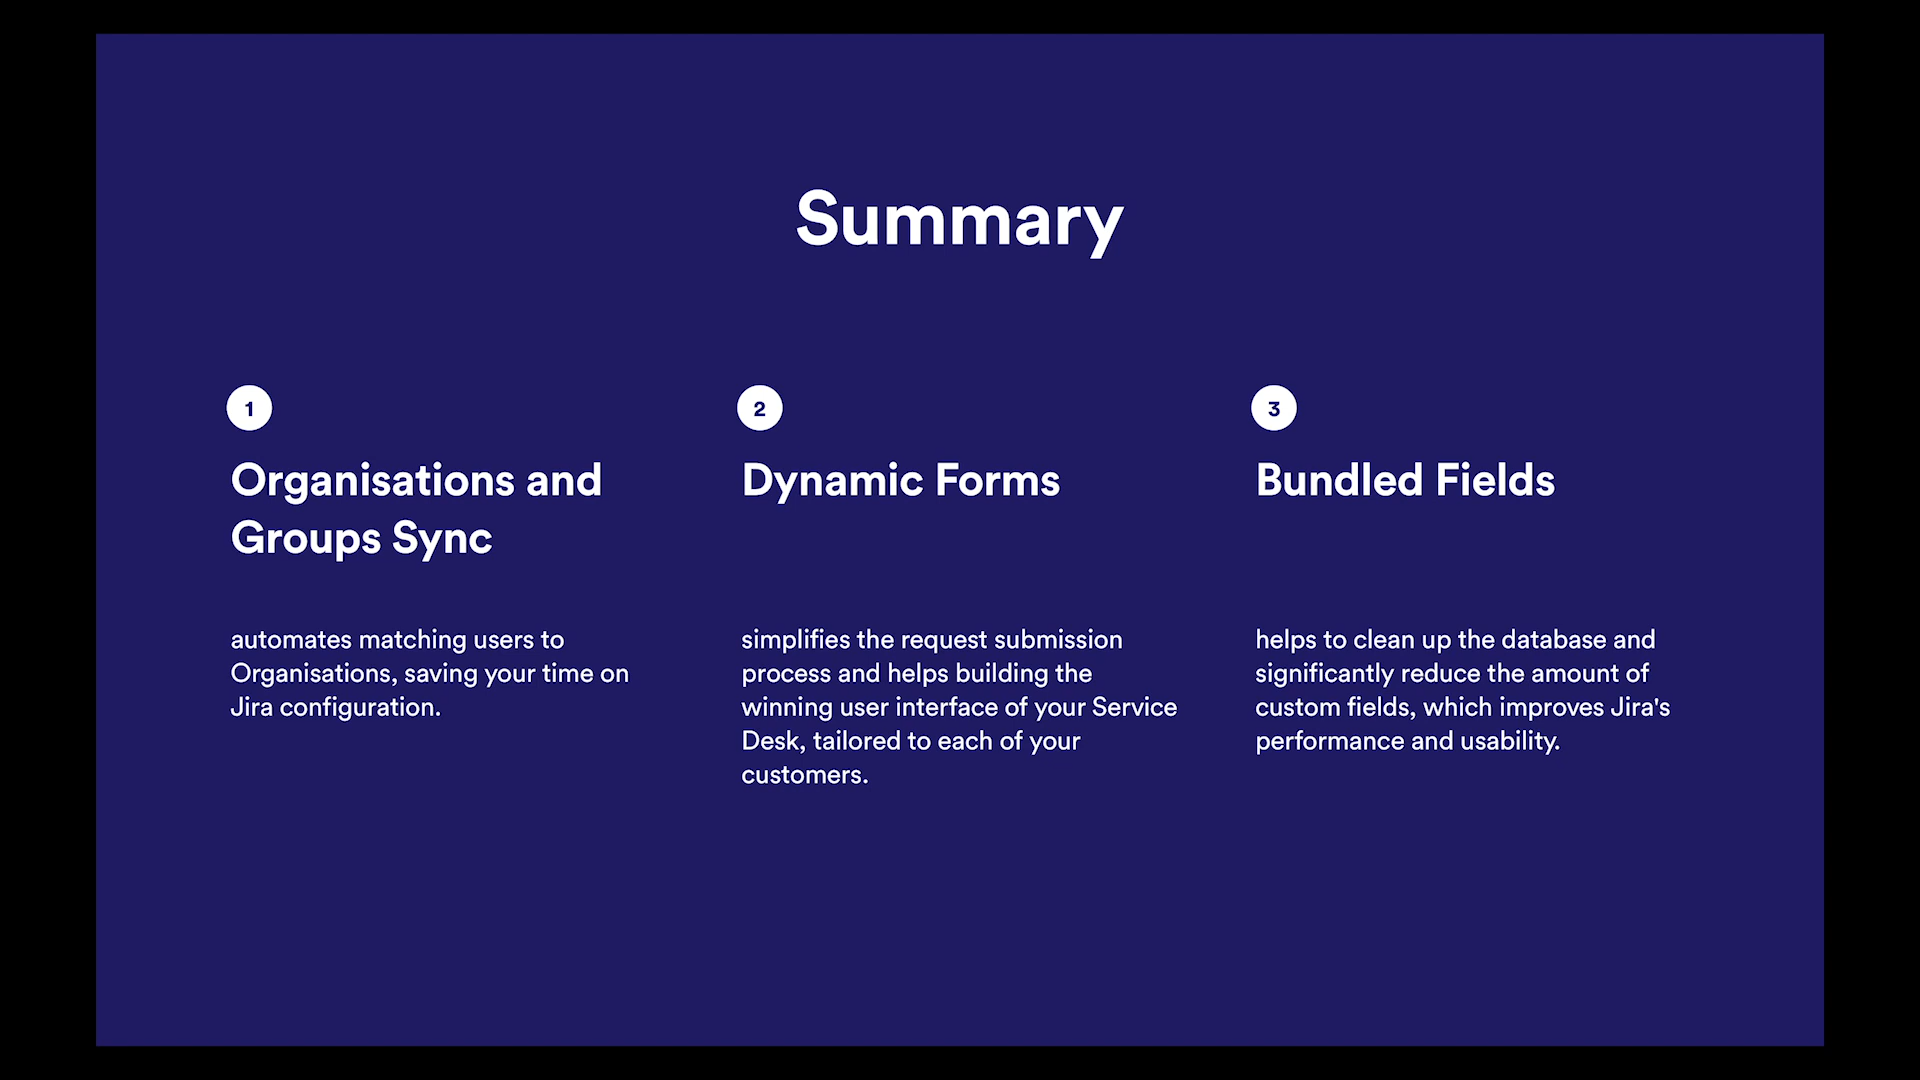 Summary
1
Organisations and
Groups Sync
automates matching users to
Organisations, saving your time on
Jira configuration.
2
Dynamic Forms
simplifies the request submission
process and helps building the
winning user interface of your Service
Desk, tailored to each of your
customers.
3
Bundled Fields
helps to clean up the database and
significantly reduce the amount of
custom fields, which improves Jira's
performance and usability.